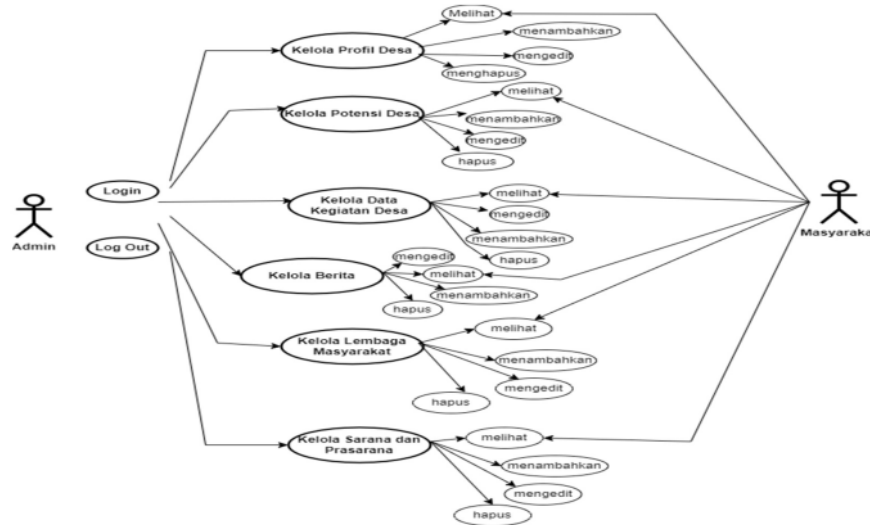 Melihat
menambahkan
Kelola Profil Desa
mengedit
menghapus
melihat
Kelola Potensi Desa
menambahkan
mengedit
hapus
Login
Admin
Log Out
Kelola Data
Kegiatan Desa
melihat
mengedit
menambahkan
hapus
Masyaraka
mengedit
Kelola Berita
melihat
menambahkan
hapus
Kelola Lembaga
Masyarakat
melihat
menambahkan
mengedit
hapus
Kelola Sarana dan
Prasarana
melihat
menambahkan
mengedit
hapus